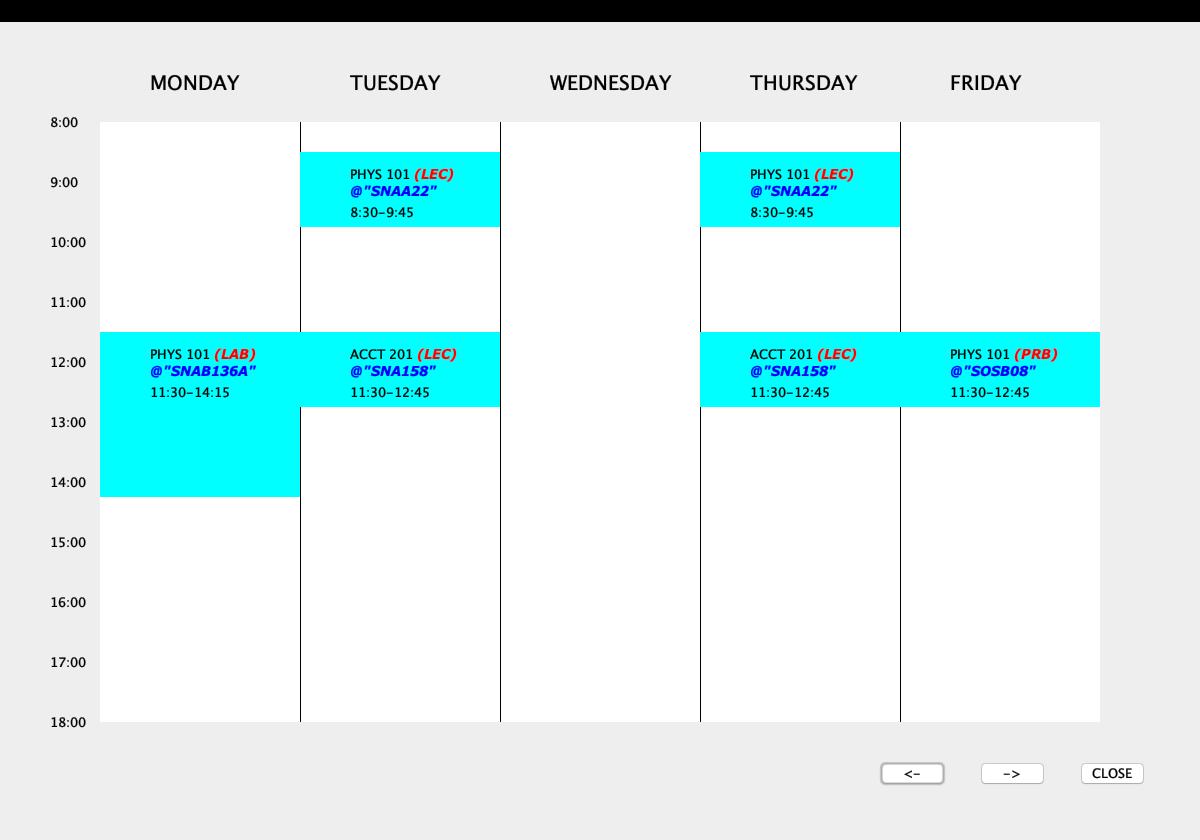 MONDAY TUESDAY WEDNESDAY THURSDAY FRIDAY
8:00
PHYS 101 (LEC) PHYS 101 (LEC)
9:00 @"SNAA22" @"SNAA22"
8:30-9:45 8:30-9:45
10:00
11:00
PHYS 101 (LAB) ACCT 201 (LEC) ACCT 201 (LEC) PHYS 101 (PRB)
12:00 @"SNAB136A" @"SNA158" @"SNA158" @"SOSB08"
11:30-14:15 11:30-12:45 11:30-12:45 11:30-12:45
13:00
14:00
15:00
16:00
17:00
18:00
<- -> CLOSE